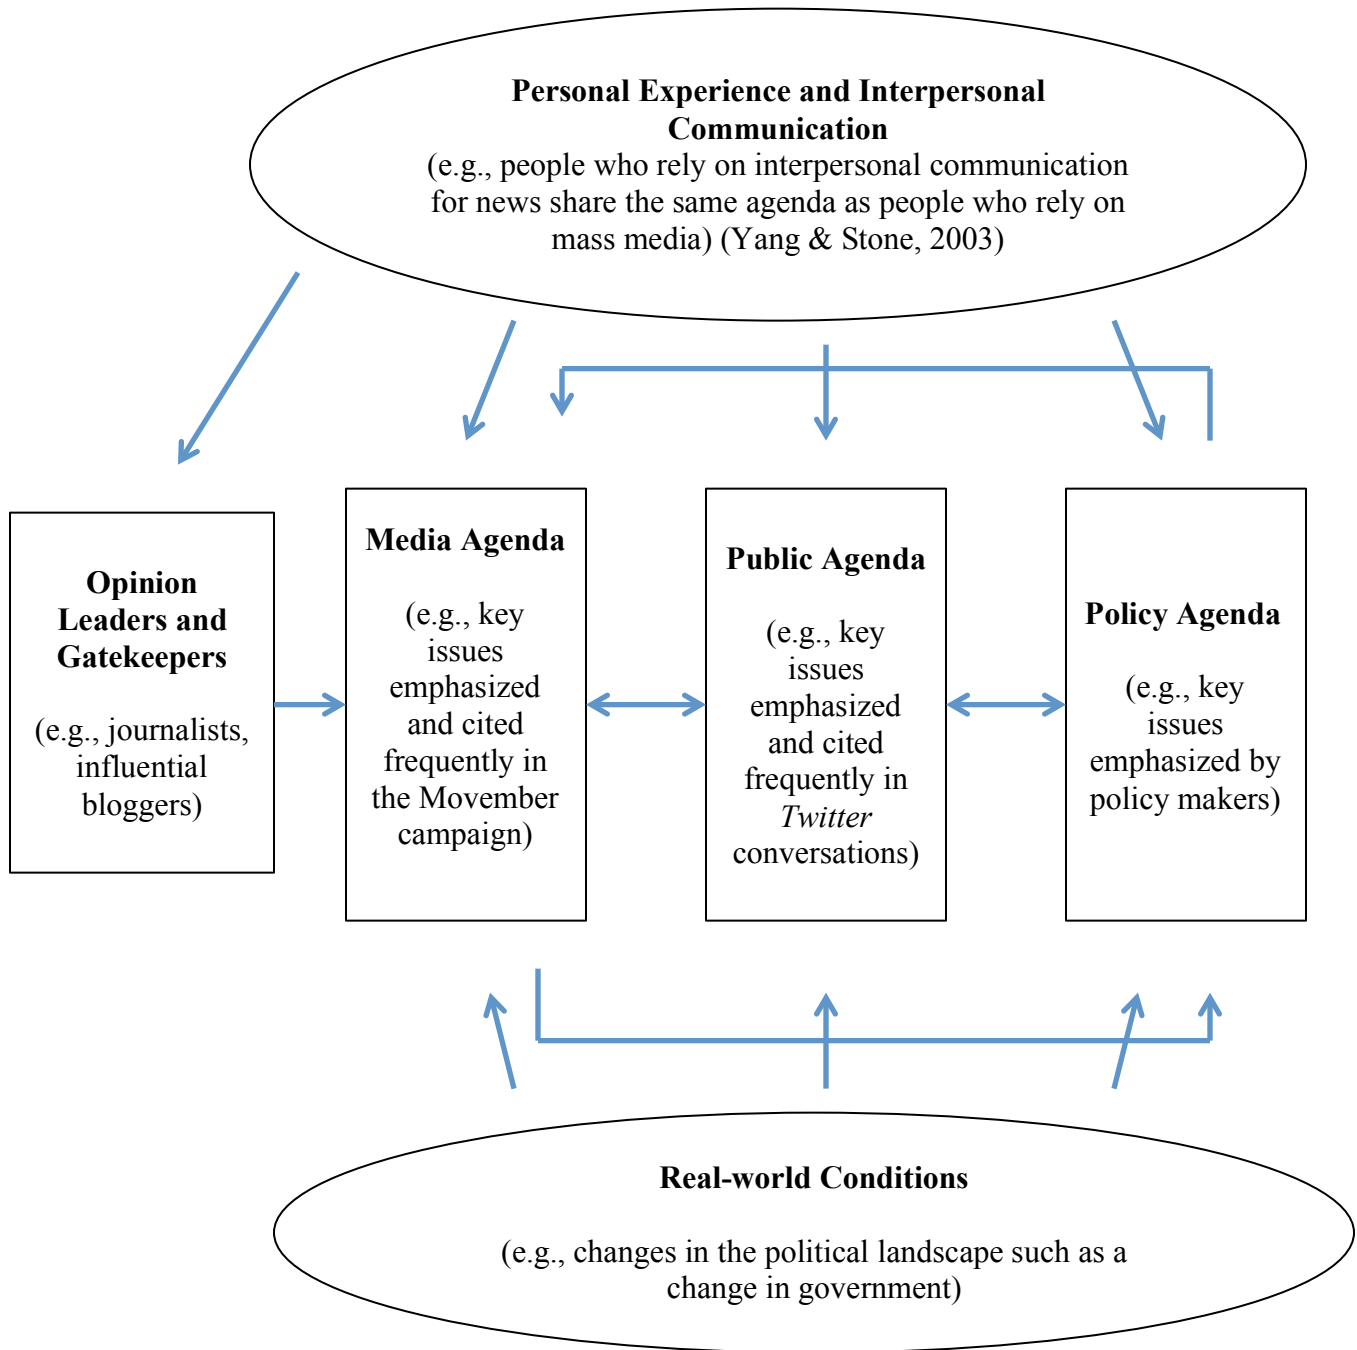 Personal Experience and Interpersonal
Communication
(e.g., people who rely on interpersonal communication
for news share the same agenda as people who rely on
mass media) (Yang & Stone, 2003)
Opinion
Leaders and
Gatekeepers
(e.g., journalists,
influential
bloggers)
Media Agenda
(e.g., key
issues
emphasized
and cited
frequently in
the Movember
campaign)
Public Agenda
(e.g., key
issues
emphasized
and cited
frequently in
Twitter
conversations)
Policy Agenda
(e.g., key
issues
emphasized by
policy makers)
Real-world Conditions
(e.g., changes in the political landscape such as a
change in government)